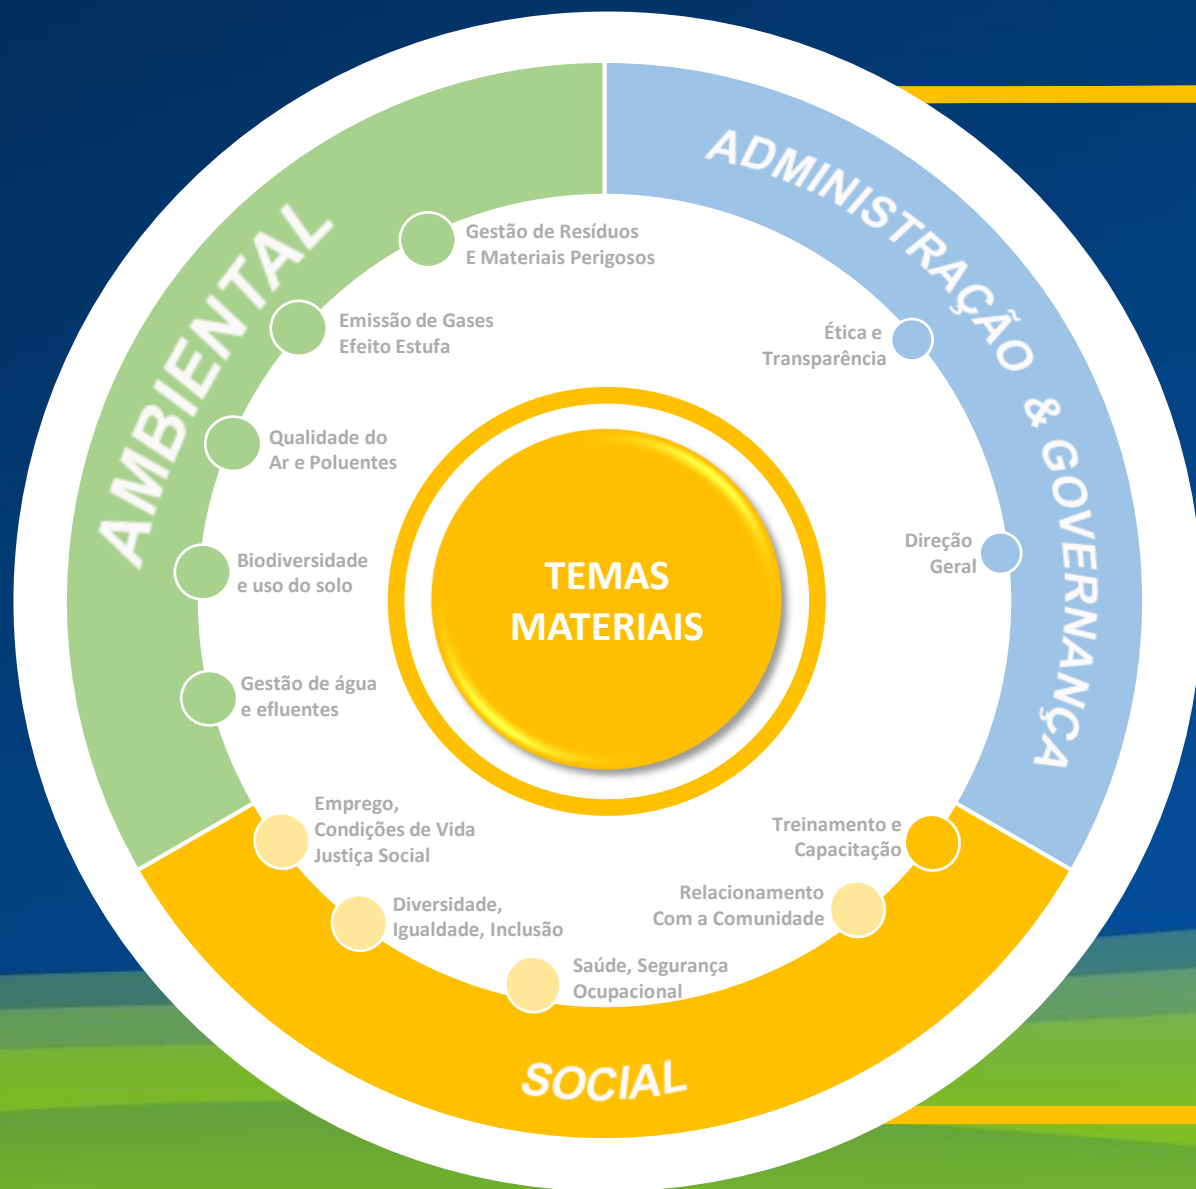 AMBIENTAL
ADMINISTRAÇÃO & GOVERNANÇA
Gestão de Resíduos
E Materiais Perigosos
Emissão de Gases
Efeito Estufa
Qualidade do
Ar e Poluentes
Biodiversidade
e uso do solo
Gestão de água
e efluentes
Ética e
Transparência
Direção
Geral
TEMAS
MATERIAIS
Emprego,
Condições de Vida
Justiça Social
Diversidade,
Igualdade, Inclusão
Saúde, Segurança
Ocupacional
Relacionamento
Com a Comunidade
Treinamento e
Capacitação
SOCIAL